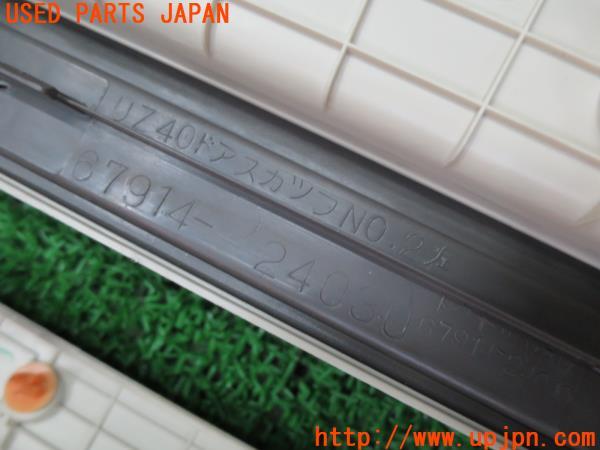 USED PARTS JAPAN
UZ40ドアスカッフNO.2左
67914-24030
http://www.upjpn.com/